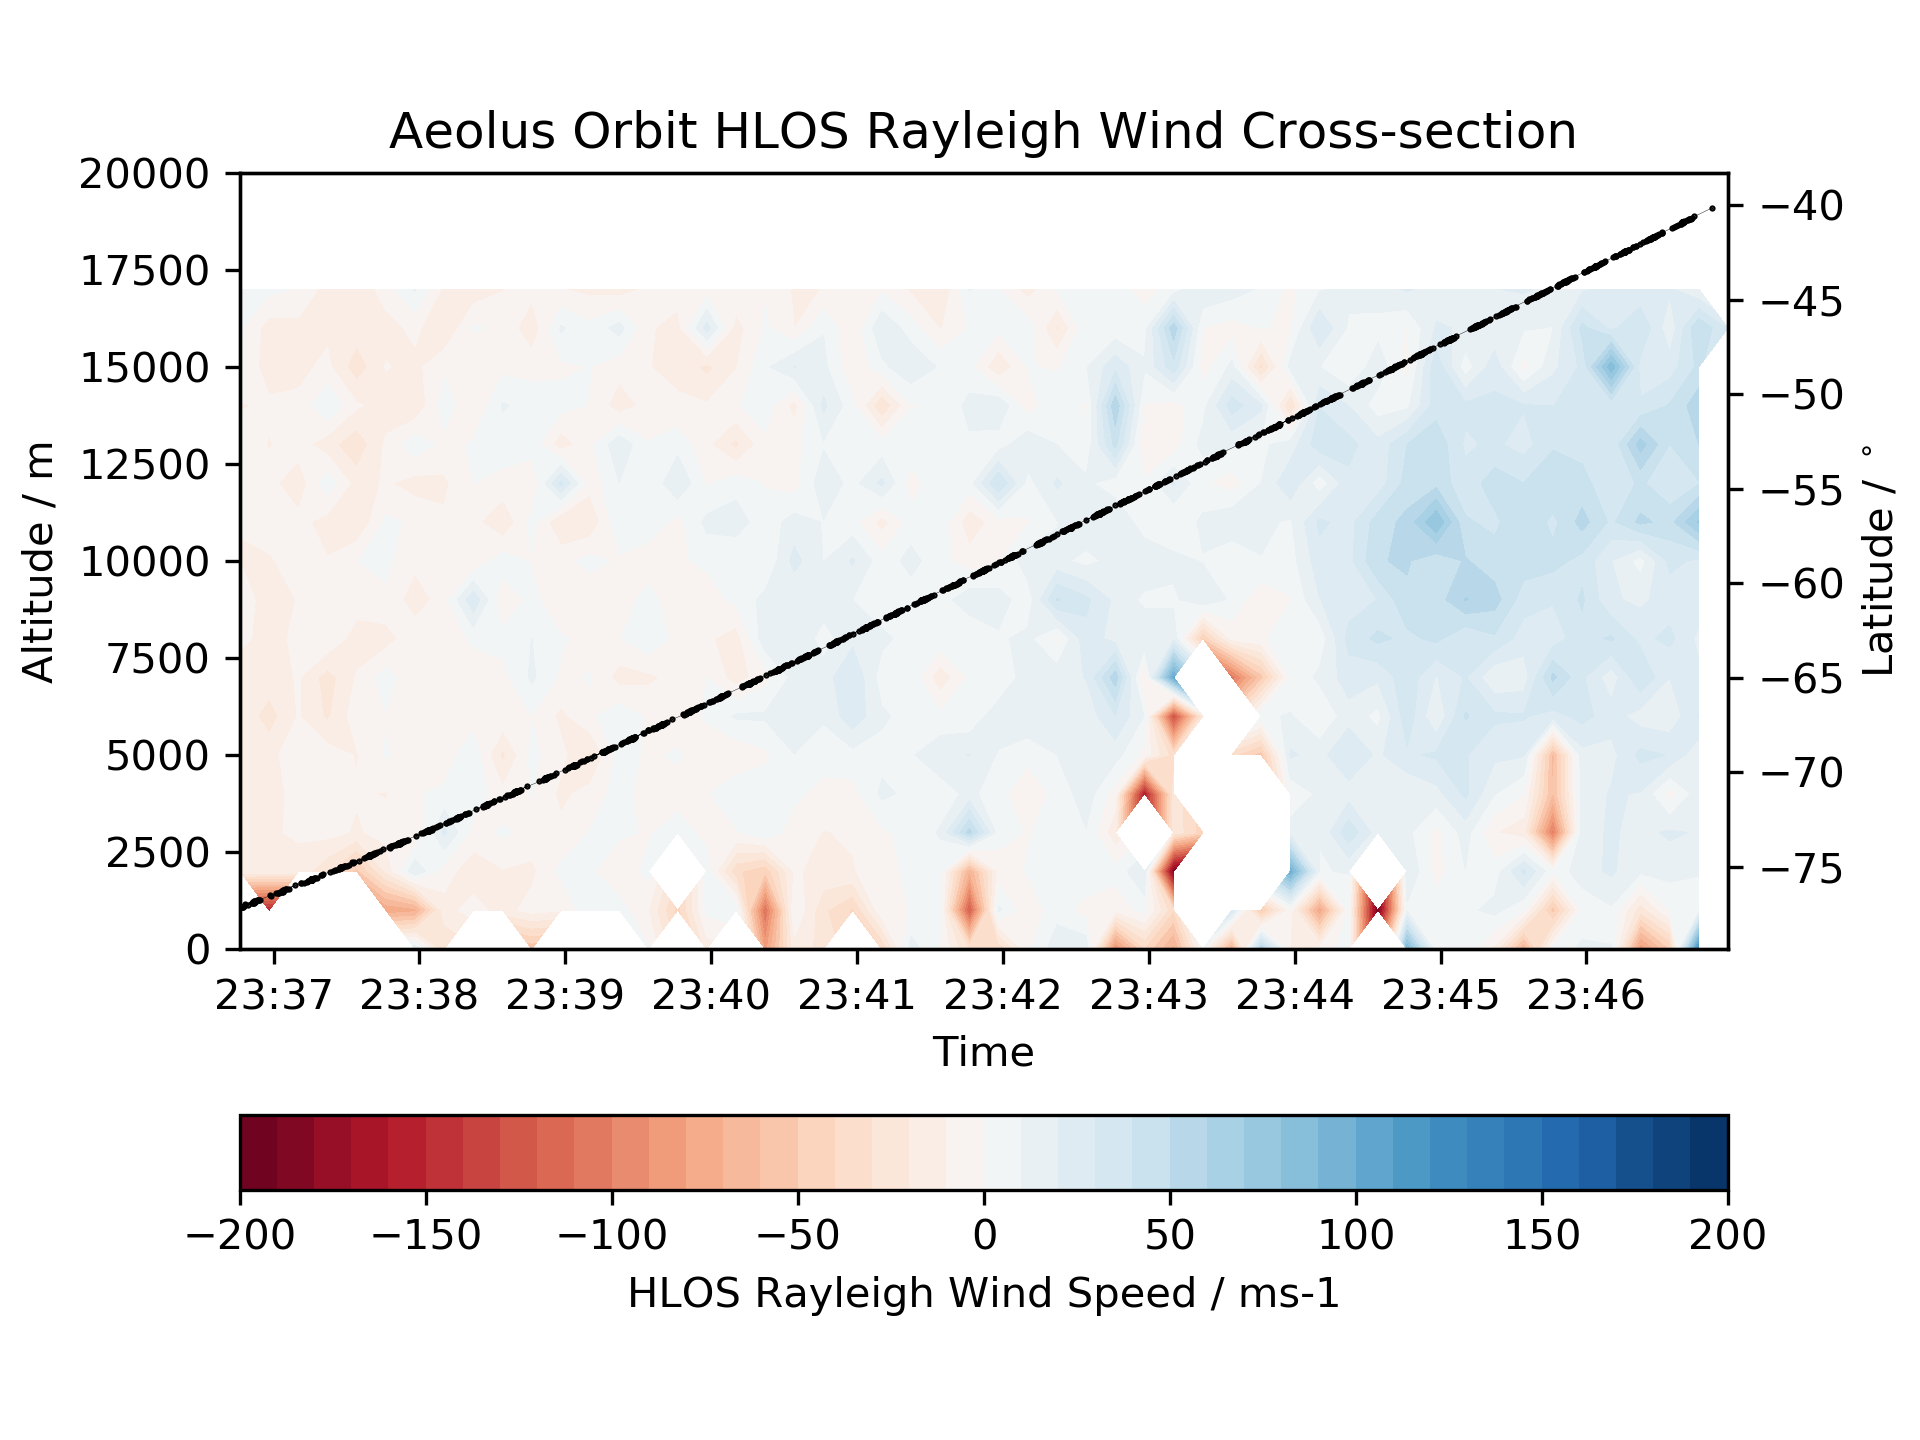 Aeolus Orbit HLOS Rayleigh Wind Cross-section
20000
17500
15000
12500
10000
7500
5000
2500
0
Altitude / m
−40
−45
−50
−55
−60
−65
−70
−75
Latitude / °
23:37 23:38 23:39 23:40 23:41 23:42 23:43 23:44 23:45 23:46
Time
−200 −150 −100 −50 0 50 100 150 200
HLOS Rayleigh Wind Speed / ms-1